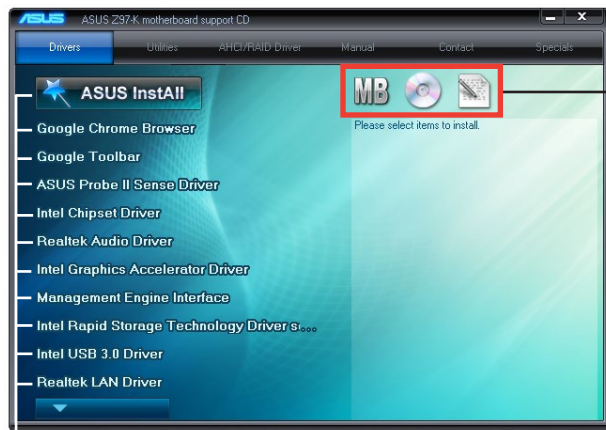 ASUS ASUS Z97-K motherboard support CD
Drivers Utilities AHCI/RAID Driver Manual Contact Specials
ASUS InstAll
MB
Google Chrome Browser
Please select items to install.
Google Toolbar
ASUS Probe II Sense Driver
Intel Chipset Driver
Realtek Audio Driver
Intel Graphics Accelerator Driver
Management Engine Interface
Intel Rapid Storage Technology Driver s...
Intel USB 3.0 Driver
Realtek LAN Driver